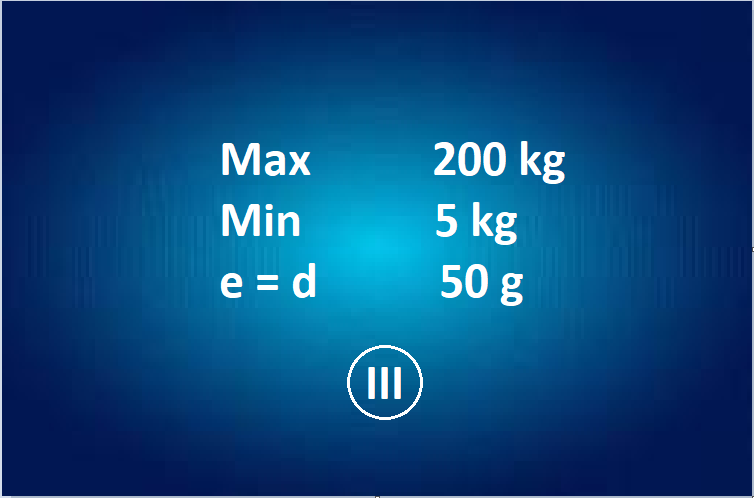 Max 200 kg
Min 5 kg
e = d 50 g
III